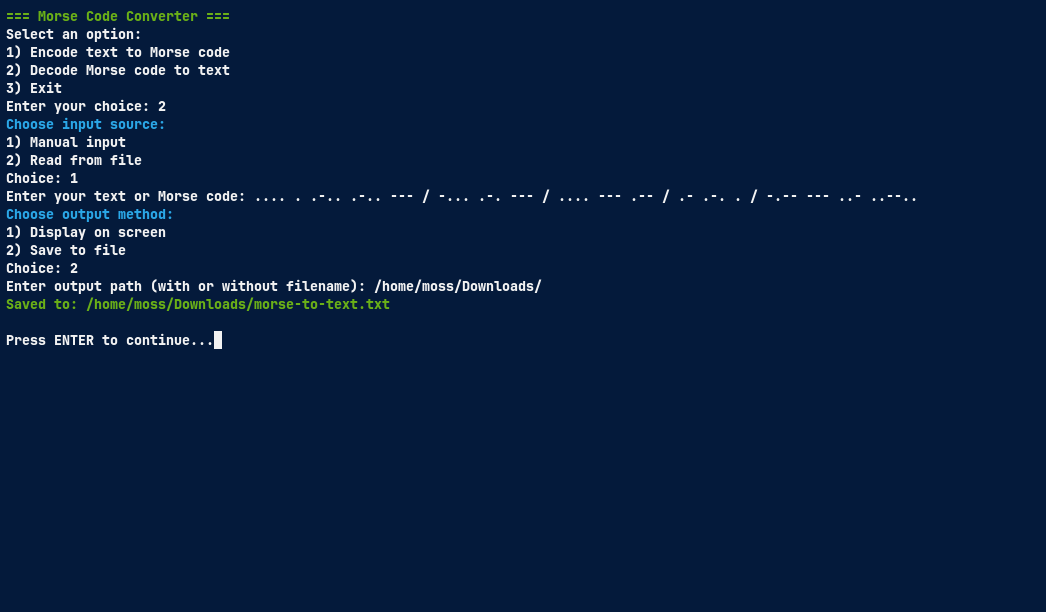 === Morse Code Converter ===
Select an option:
1) Encode text to Morse code
2) Decode Morse code to text
3) Exit
Enter your choice: 2
Choose input source:
1) Manual input
2) Read from file
Choice: 1
Enter your text or Morse code: .... . .-.. .-.. --- / -... .-. --- / .... --- .-- / .- .-. . / -.-- --- ..- ..--..
Choose output method:
1) Display on screen
2) Save to file
Choice: 2
Enter output path (with or without filename): /home/moss/Downloads/
Saved to: /home/moss/Downloads/morse-to-text.txt
Press ENTER to continue...